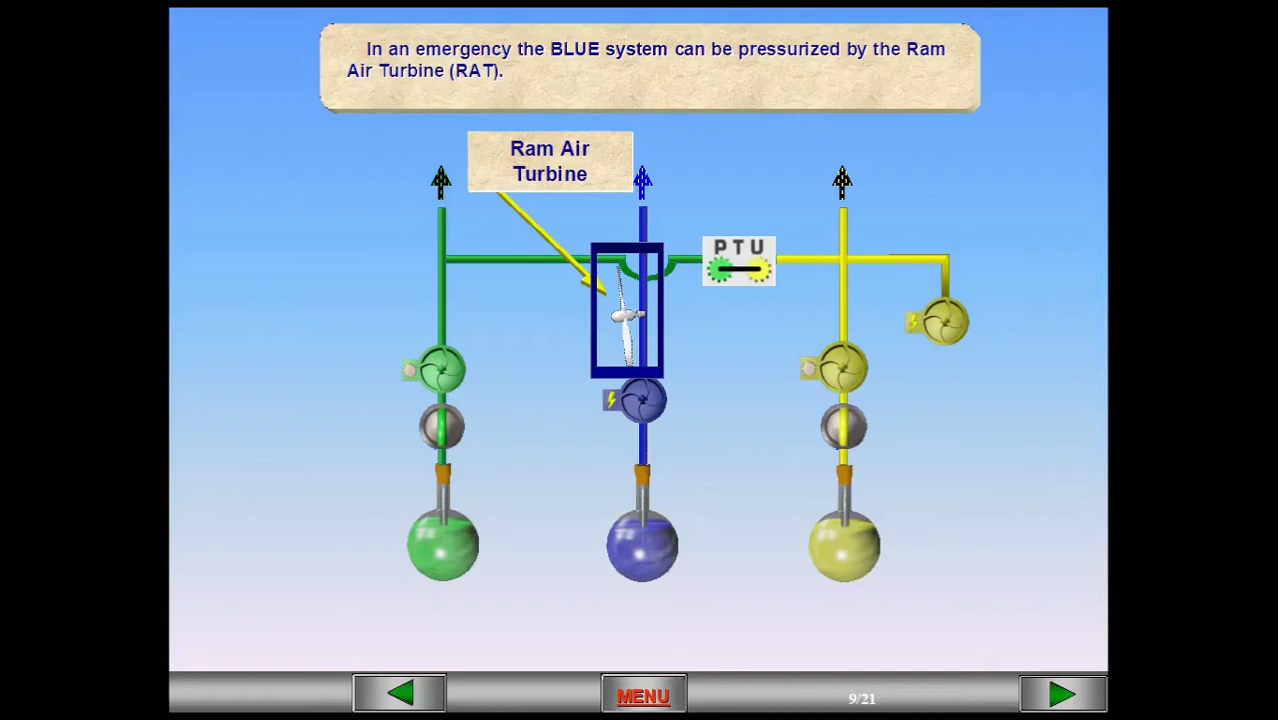 In an emergency the BLUE system can be pressurized by the Ram
Air Turbine (RAT).
Ram Air
Turbine
PTU
MENU
9/21